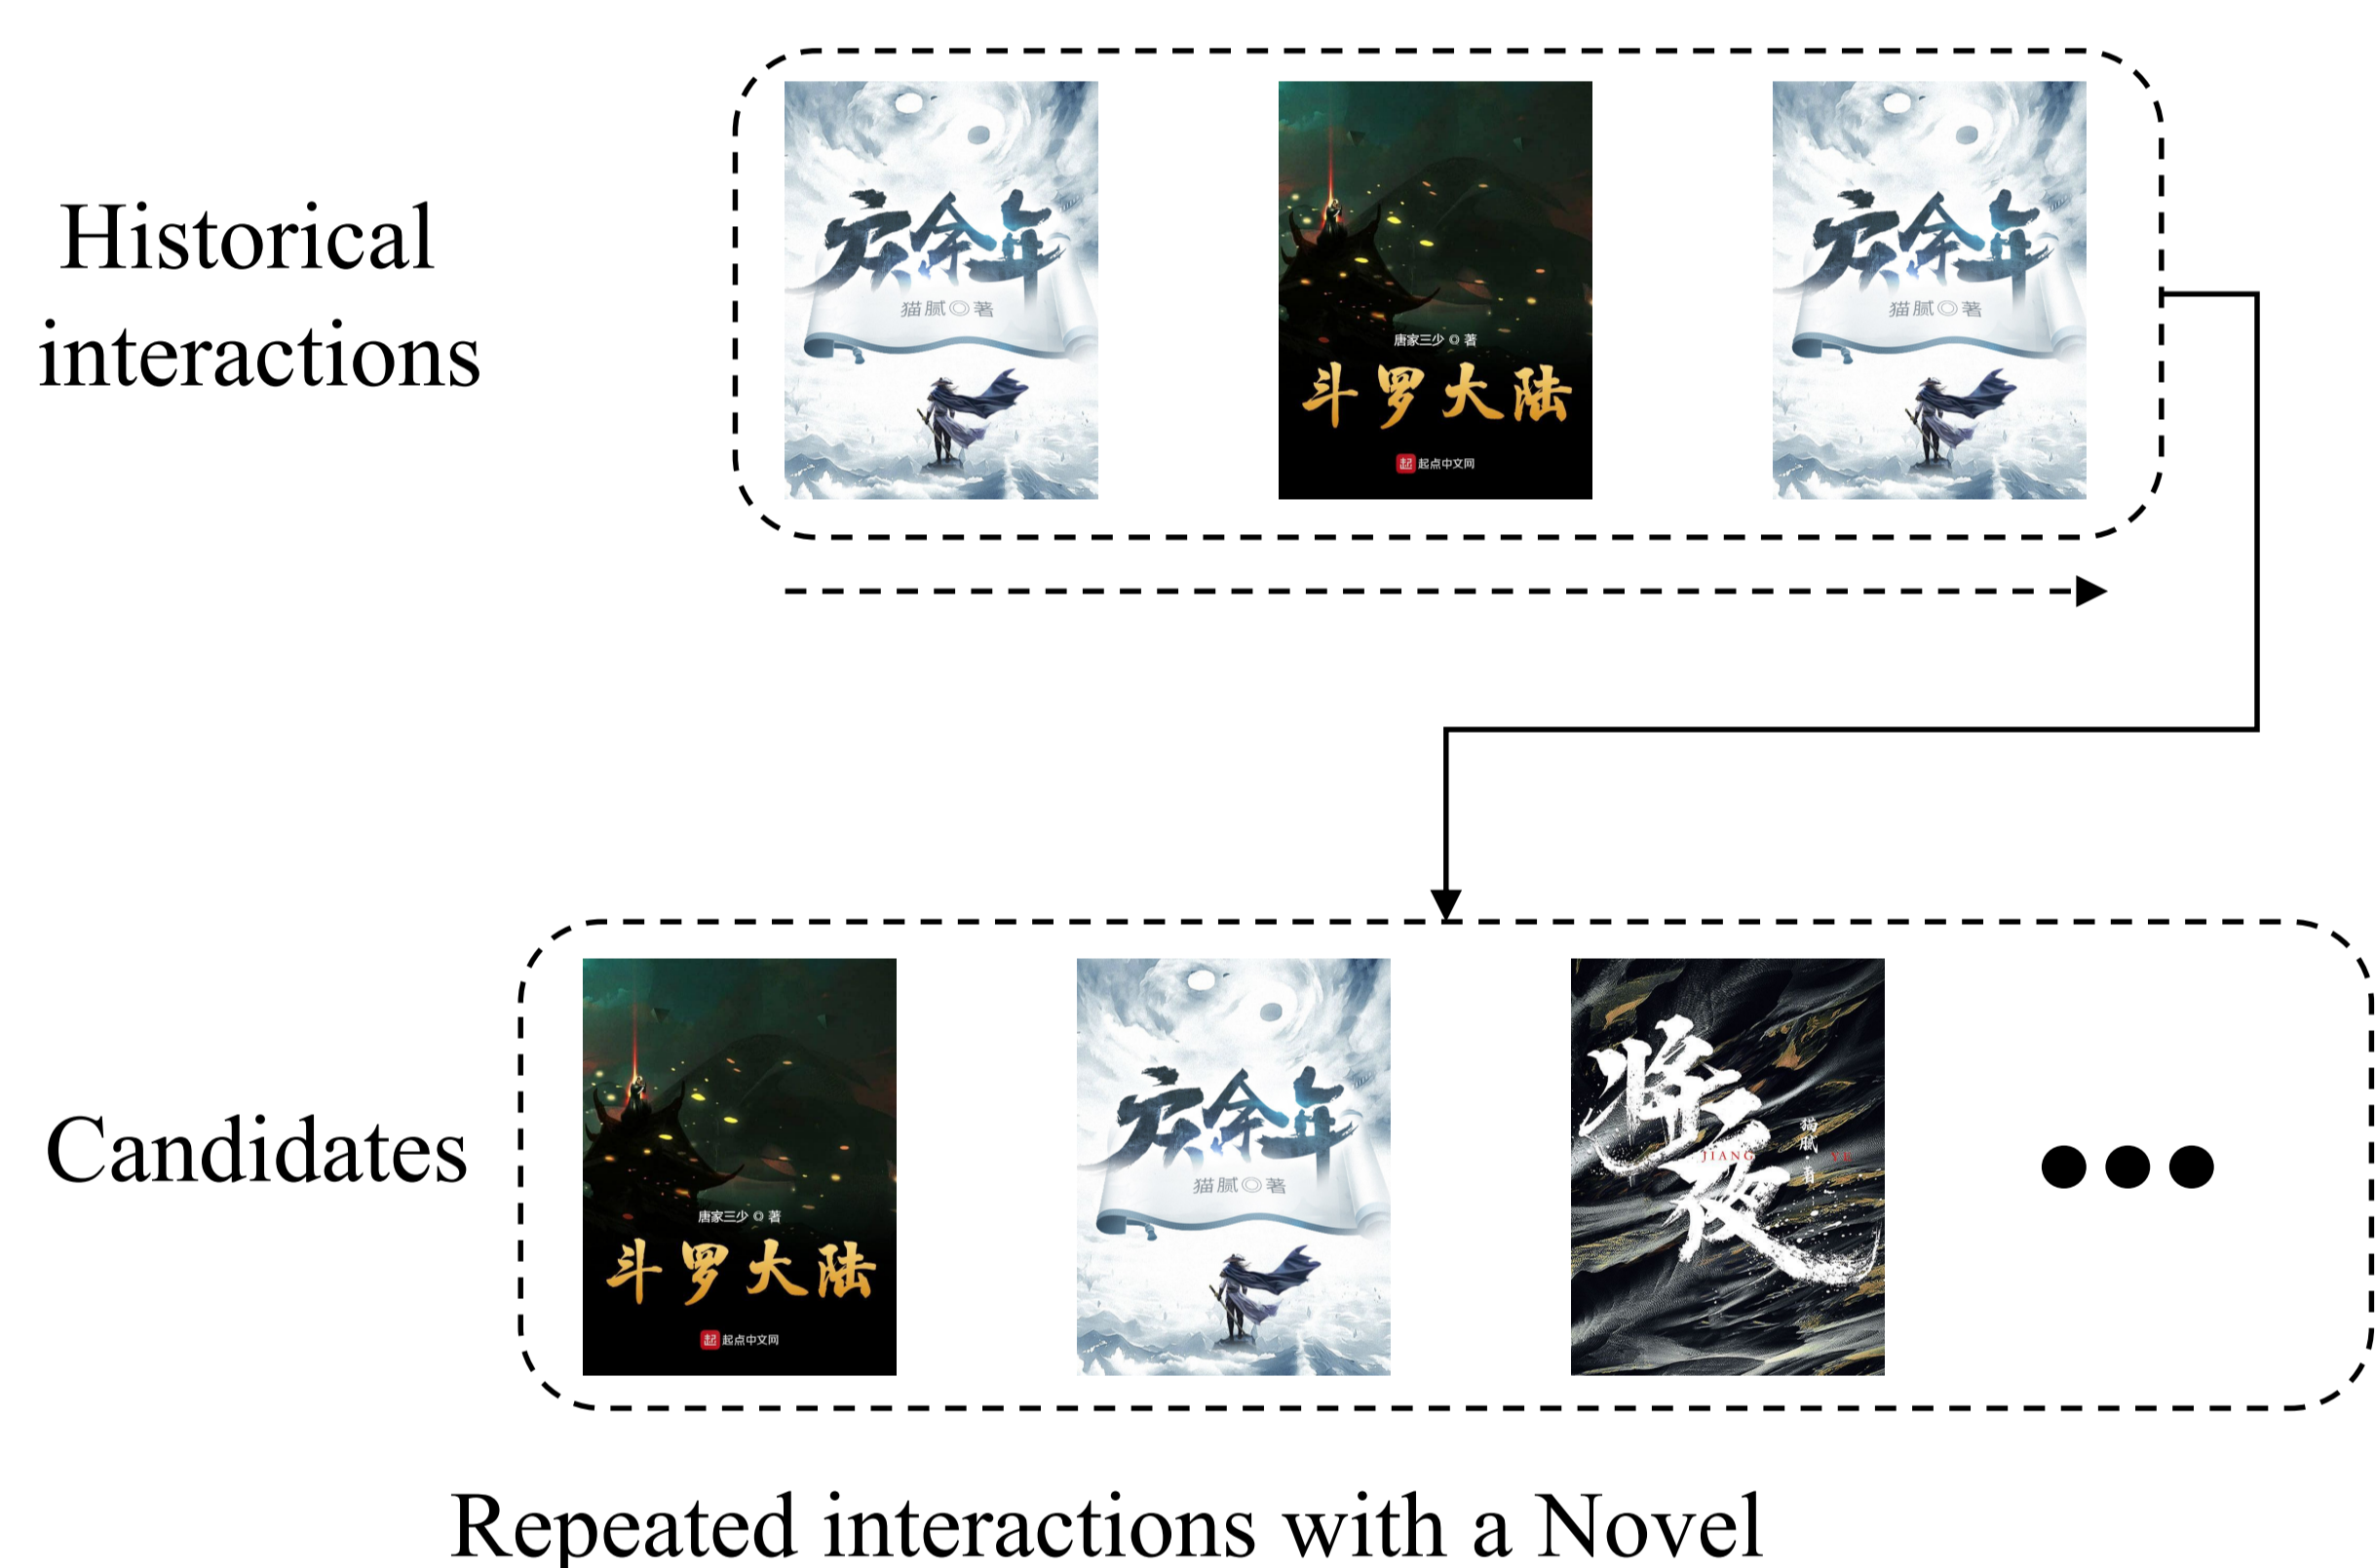 Historical
interactions
庆余年
猫腻◎著
唐家三少◎著
斗罗大陆
起 起点中文网
庆余年
猫腻◎著
Candidates
唐家三少◎著
斗罗大陆
起 起点中文网
庆余年
猫腻◎著
将夜
JIANG YE
猫腻·著
Repeated interactions with a Novel